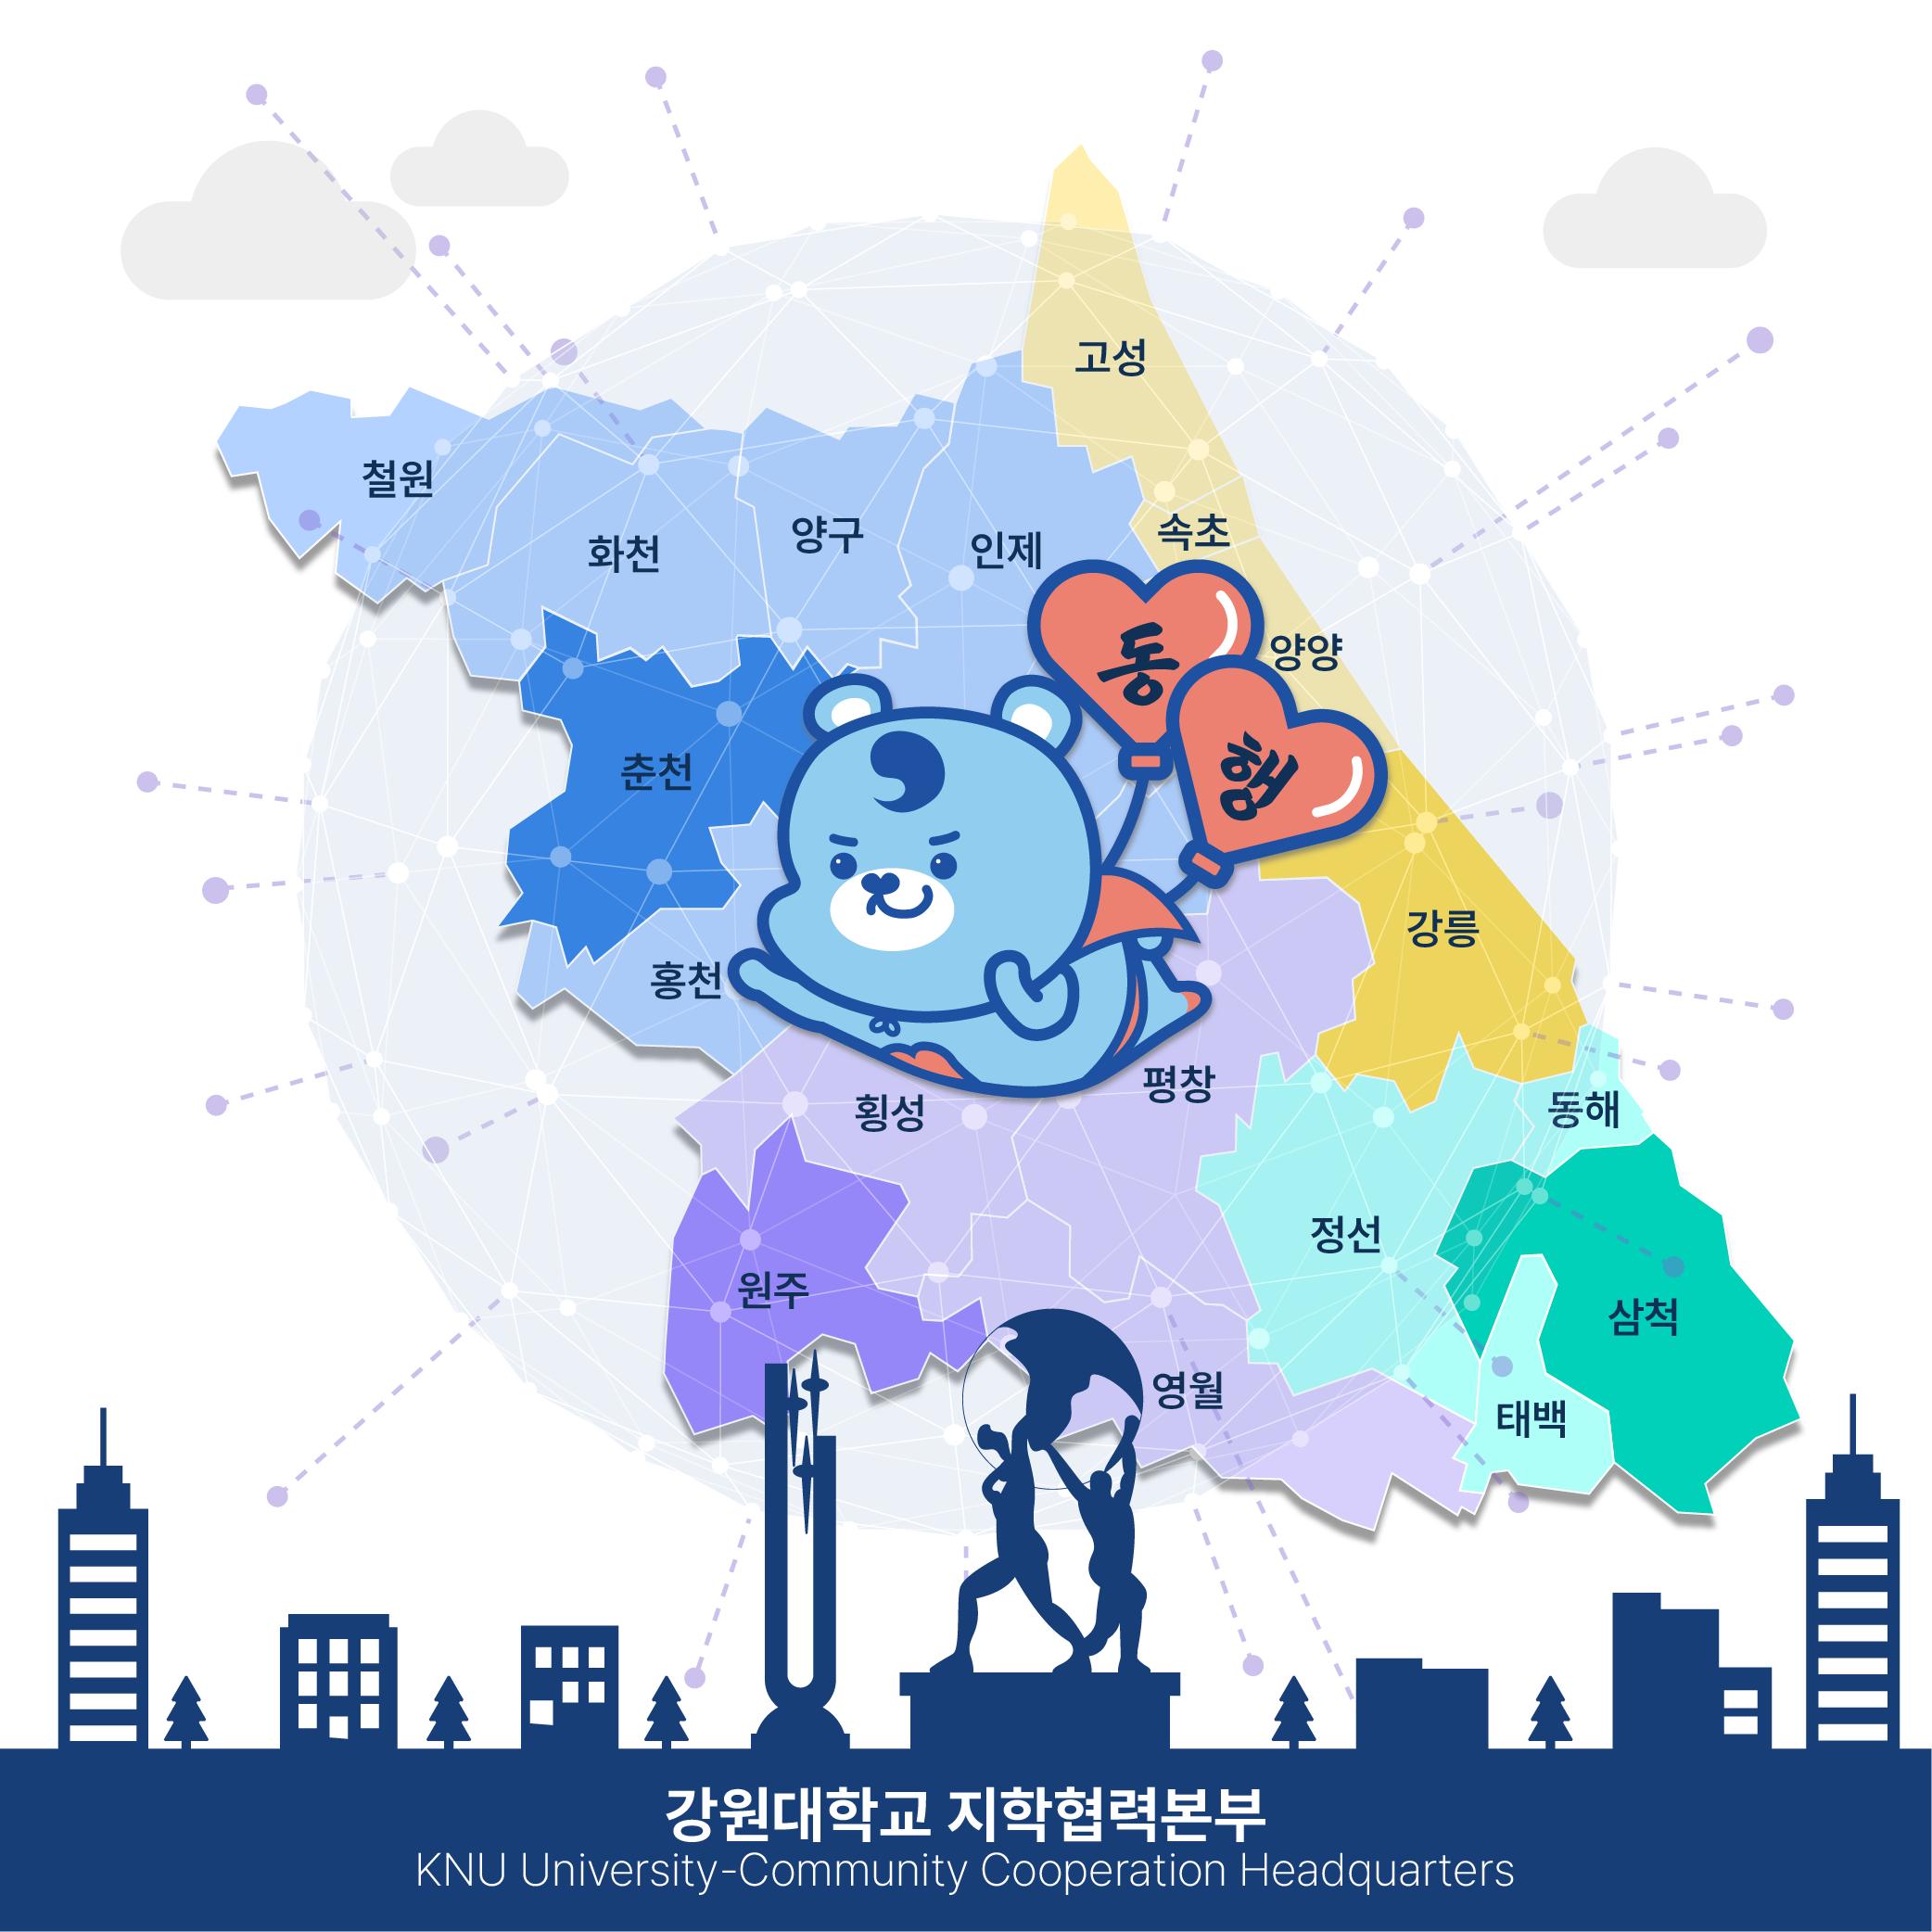 고성
철원
화천
양구
인제
속초
동
행
양양
춘천
강릉
홍천
평창
횡성
동해
정선
원주
삼척
영월
태백
강원대학교 지학협력본부
KNU University-Community Cooperation Headquarters